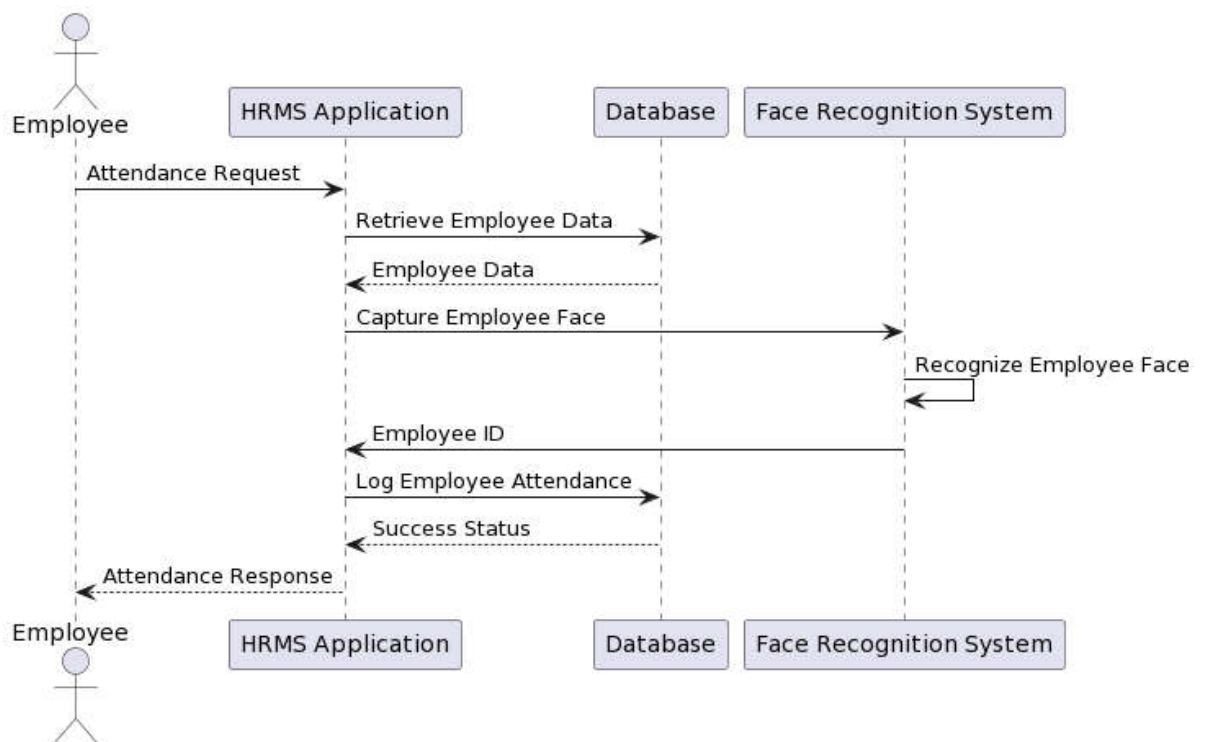 Employee
HRMS Application
Database
Face Recognition System
Attendance Request
Retrieve Employee Data
Employee Data
Capture Employee Face
Recognize Employee Face
Employee ID
Log Employee Attendance
Success Status
Attendance Response
Employee
HRMS Application
Database
Face Recognition System